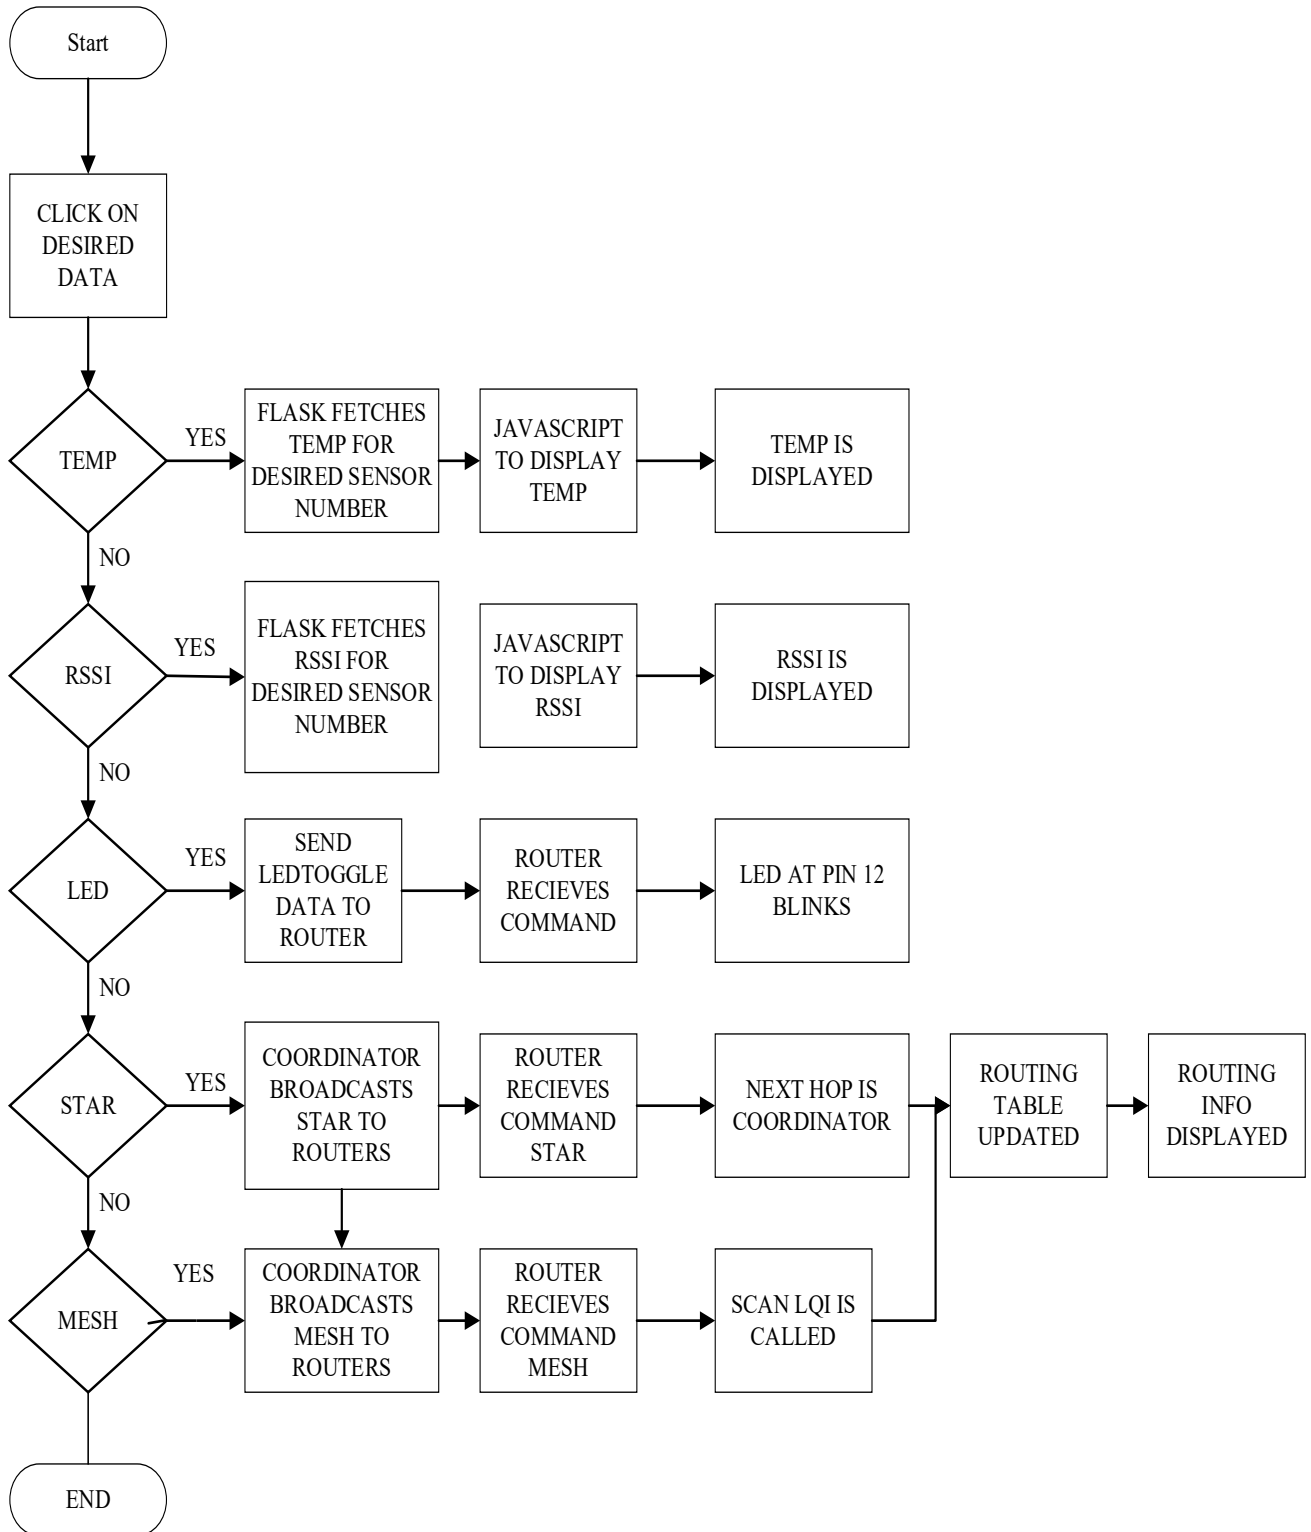 Start
CLICK ON
DESIRED
DATA
TEMP
YES
FLASK FETCHES
TEMP FOR
DESIRED SENSOR
NUMBER
JAVASCRIPT
TO DISPLAY
TEMP
TEMP IS
DISPLAYED
NO
RSSI
YES
FLASK FETCHES
RSSI FOR
DESIRED SENSOR
NUMBER
JAVASCRIPT
TO DISPLAY
RSSI
RSSI IS
DISPLAYED
NO
LED
YES
SEND
LEDTOGGLE
DATA TO
ROUTER
ROUTER
RECIEVES
COMMAND
LED AT PIN 12
BLINKS
NO
STAR
YES
COORDINATOR
BROADCASTS
STAR TO
ROUTERS
ROUTER
RECIEVES
COMMAND
STAR
NEXT HOP IS
COORDINATOR
ROUTING
TABLE
UPDATED
ROUTING
INFO
DISPLAYED
NO
MESH
YES
COORDINATOR
BROADCASTS
MESH TO
ROUTERS
ROUTER
RECIEVES
COMMAND
MESH
SCAN LQI IS
CALLED
END